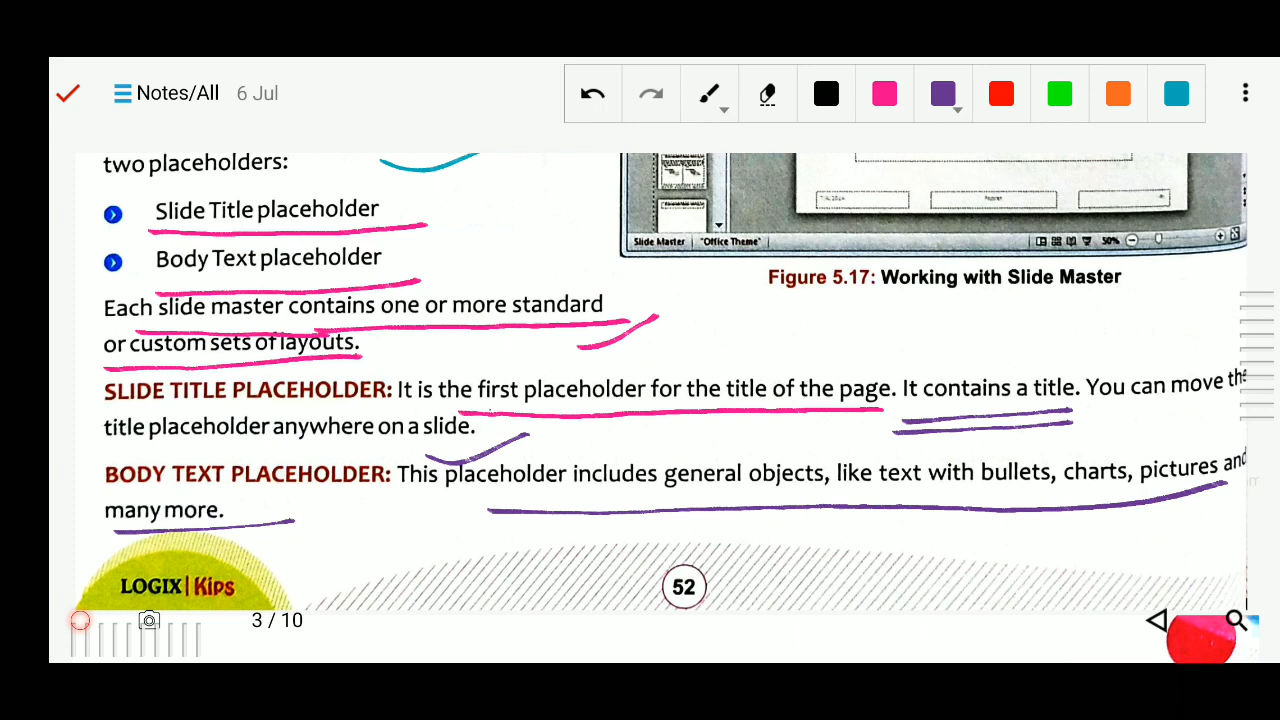 Notes/All 6 Jul
two placeholders:
Slide Title placeholder
Body Text placeholder
Slide Master "Office Theme" 50%
Figure 5.17: Working with Slide Master
Each slide master contains one or more standard
or custom sets of layouts.
SLIDE TITLE PLACEHOLDER: It is the first placeholder for the title of the page. It contains a title. You can move the
title placeholder anywhere on a slide.
BODY TEXT PLACEHOLDER: This placeholder includes general objects, like text with bullets, charts, pictures and
many more.
LOGIX|Kips
52
3 / 10